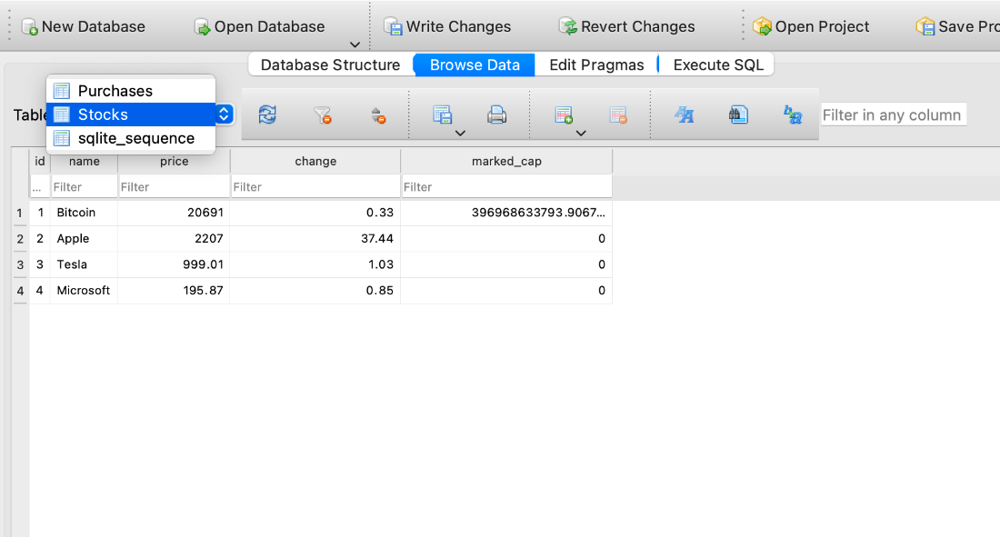 New Database Open Database Write Changes Revert Changes Open Project Save Pro
Database Structure Browse Data Edit Pragmas Execute SQL
Purchases
Table Stocks Filter in any column
sqlite_sequence
id name price change marked_cap
... Filter Filter Filter Filter
1 1 Bitcoin 20691 0.33 396968633793.9067...
2 2 Apple 2207 37.44 0
3 3 Tesla 999.01 1.03 0
4 4 Microsoft 195.87 0.85 0